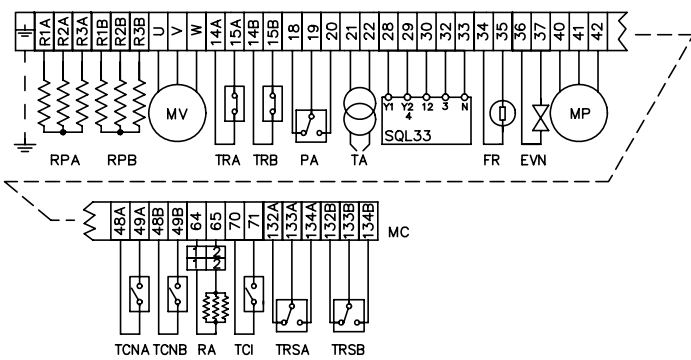 R1A R2A R3A R1B R2B R3B U V W 14A 15A 14B 15B 18 19 20 21 22 28 29 30 32 33 34 35 36 37 40 41 42
MV MP
Y1 Y2 12 3 N
4
SQL33
RPA RPB TRA TRB PA TA FR EVN
48A 49A 48B 49B 64 65 70 71 132A 133A 134A 132B 133B 134B MC
1 2
1 2
TCNA TCNB RA TCI TRSA TRSB